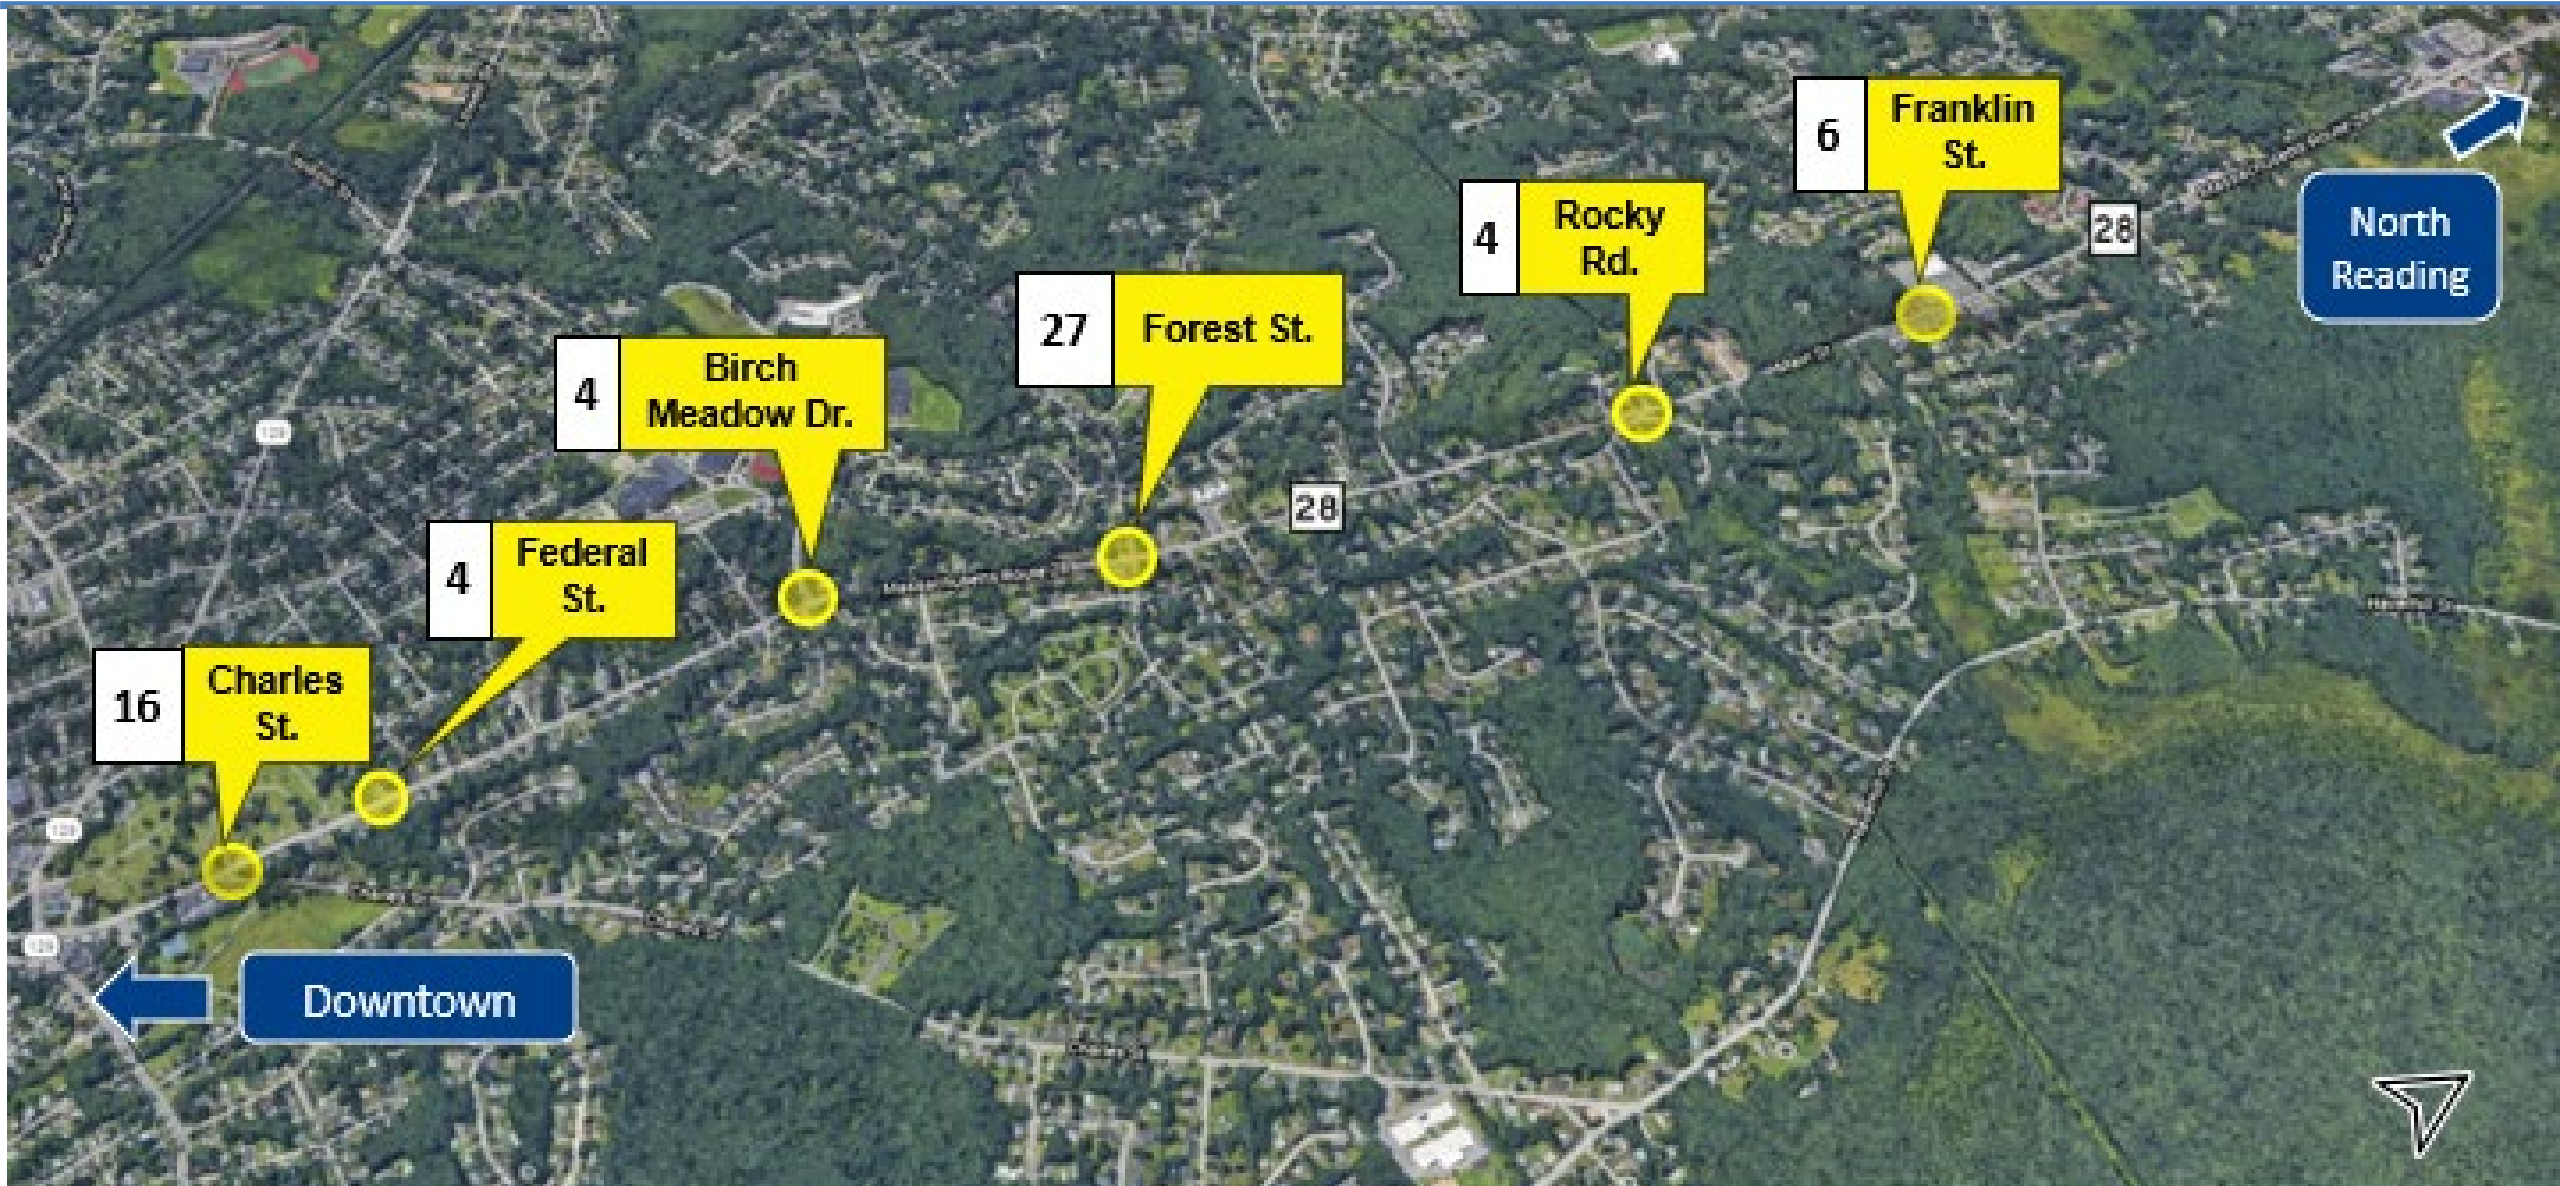 6
Franklin
St.
4
Rocky
Rd.
28
North
Reading
27
Forest St.
4
Birch
Meadow Dr.
28
4
Federal
St.
16
Charles
St.
Downtown